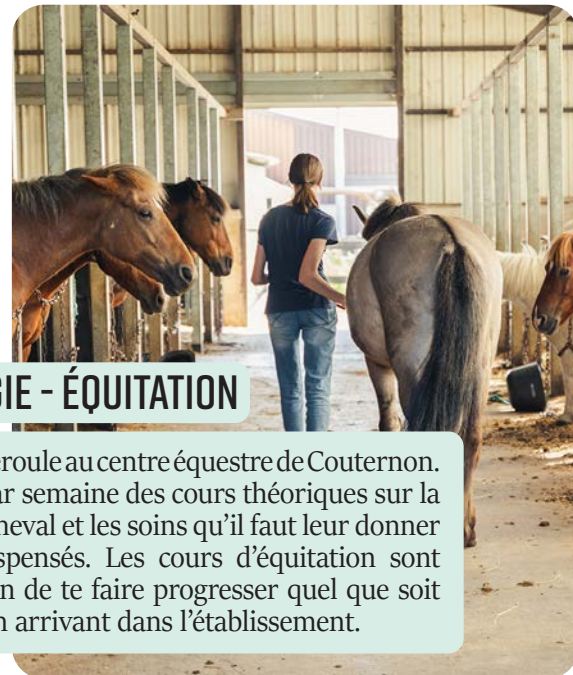 GIE - ÉQUITATION
éroule au centre équestre de Couternon.
ar semaine des cours théoriques sur la
heval et les soins qu'il faut leur donner
spensés. Les cours d'équitation sont
n de te faire progresser quel que soit
n arrivant dans l'établissement.